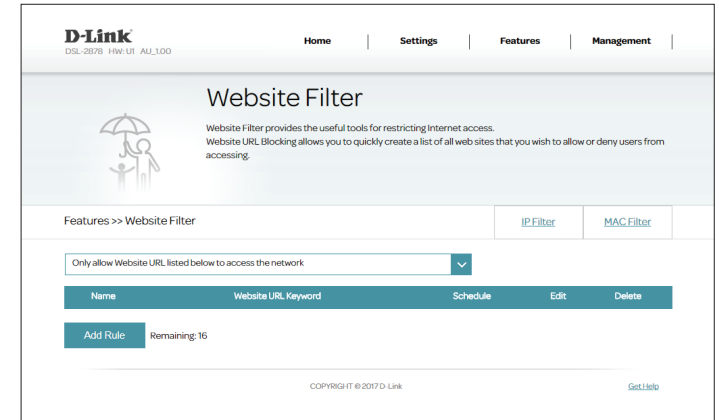 D-Link
DSL-2878 HW: U1 AU_1.00
Home Settings Features Management
Website Filter
Website Filter provides the useful tools for restricting Internet access.
Website URL Blocking allows you to quickly create a list of all web sites that you wish to allow or deny users from
accessing.
Features >> Website Filter
IP Filter
MAC Filter
Only allow Website URL listed below to access the network
Name Website URL Keyword Schedule Edit Delete
Add Rule Remaining: 16
COPYRIGHT © 2017 D-Link
Get Help